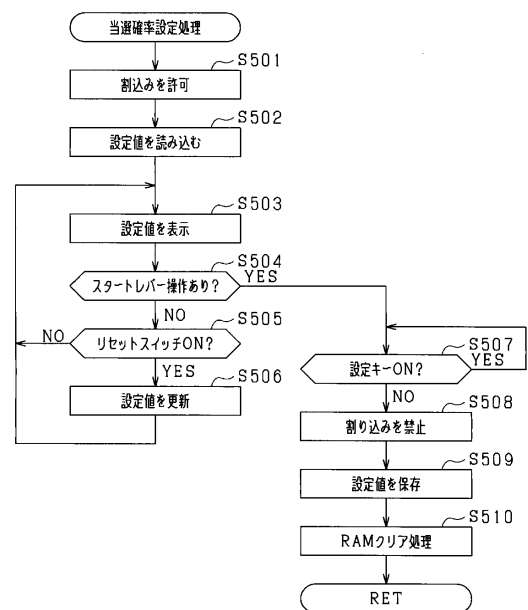 当選確率設定処理
S501
割込みを許可
S502
設定値を読み込む
S503
設定値を表示
S504
スタートレバー操作あり?
YES
NO
S505
リセットスイッチON?
NO
YES
S506
設定値を更新
S507
設定キーON?
YES
NO
S508
割り込みを禁止
S509
設定値を保存
S510
RAMクリア処理
RET